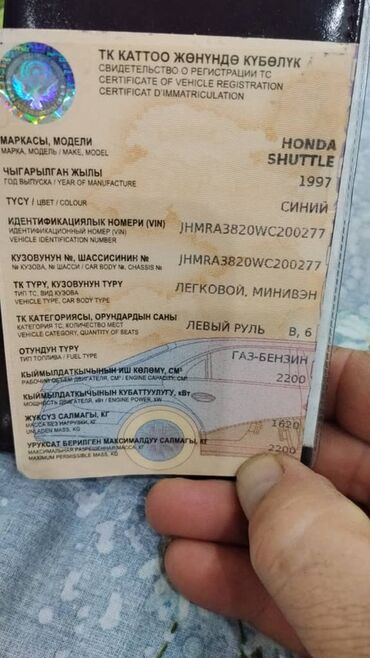 ТК КАТТОО ЖӨНҮНДӨ КҮБӨЛҮК
СВИДЕТЕЛЬСТВО О РЕГИСТРАЦИИ ТС
CERTIFICATE OF VEHICLE REGISTRATION
CERTIFICAT D'IMMATRICULATION
МАРКАСЫ, МОДЕЛИ HONDA
МАРКА, МОДЕЛЬ / MAKE, MODEL SHUTTLE
ЧЫГАРЫЛГАН ЖЫЛЫ 1997
ГОД ВЫПУСКА / YEAR OF MANUFACTURE
ТҮСҮ / ЦВЕТ / COLOUR СИНИЙ
ИДЕНТИФИКАЦИЯЛЫК НОМЕРИ (VIN) JHMRA3820WC200277
ИДЕНТИФИКАЦИОННЫЙ НОМЕР (VIN)
VEHICLE IDENTIFICATION NUMBER
КУЗОВУНУН №, ШАССИСИНИН № JHMRA3820WC200277
№ КУЗОВА, № ШАССИ / CAR BODY №, CHASSIS №
ТК ТҮРҮ, КУЗОВУНУН ТҮРҮ ЛЕГКОВОЙ, МИНИВЭН
ТИП ТС, ВИД КУЗОВА
VEHICLE TYPE, CAR BODY TYPE
ТК КАТЕГОРИЯСЫ, ОРУНДАРДЫН САНЫ ЛЕВЫЙ РУЛЬ B, 6
КАТЕГОРИЯ ТС, КОЛИЧЕСТВО МЕСТ
VEHICLE CATEGORY, QUANTITY OF SEATS
ОТУНДУН ТҮРҮ ГАЗ-БЕНЗИН
ТИП ТОПЛИВА / FUEL TYPE
КЫЙМЫЛДАТКЫЧЫНЫН ИШ КӨЛӨМҮ, СМ³ 2200
РАБОЧИЙ ОБЪЕМ ДВИГАТЕЛЯ, СМ³ / ENGINE CAPACITY, CM³
КЫЙМЫЛДАТКЫЧЫНЫН КУБАТТУУЛУГУ, кВт
МОЩНОСТЬ ДВИГАТЕЛЯ, кВт / ENGINE POWER, KW
ЖҮКСҮЗ САЛМАГЫ, КГ 1620
МАССА БЕЗ НАГРУЗКИ, КГ
UNLADEN MASS, KG
УРУКСАТ БЕРИЛГЕН МАКСИМАЛДУУ САЛМАГЫ, КГ 2200
МАКСИМАЛЬНАЯ РАЗРЕШЕННАЯ МАССА, КГ
MAXIMUM PERMISSIBLE MASS, KG